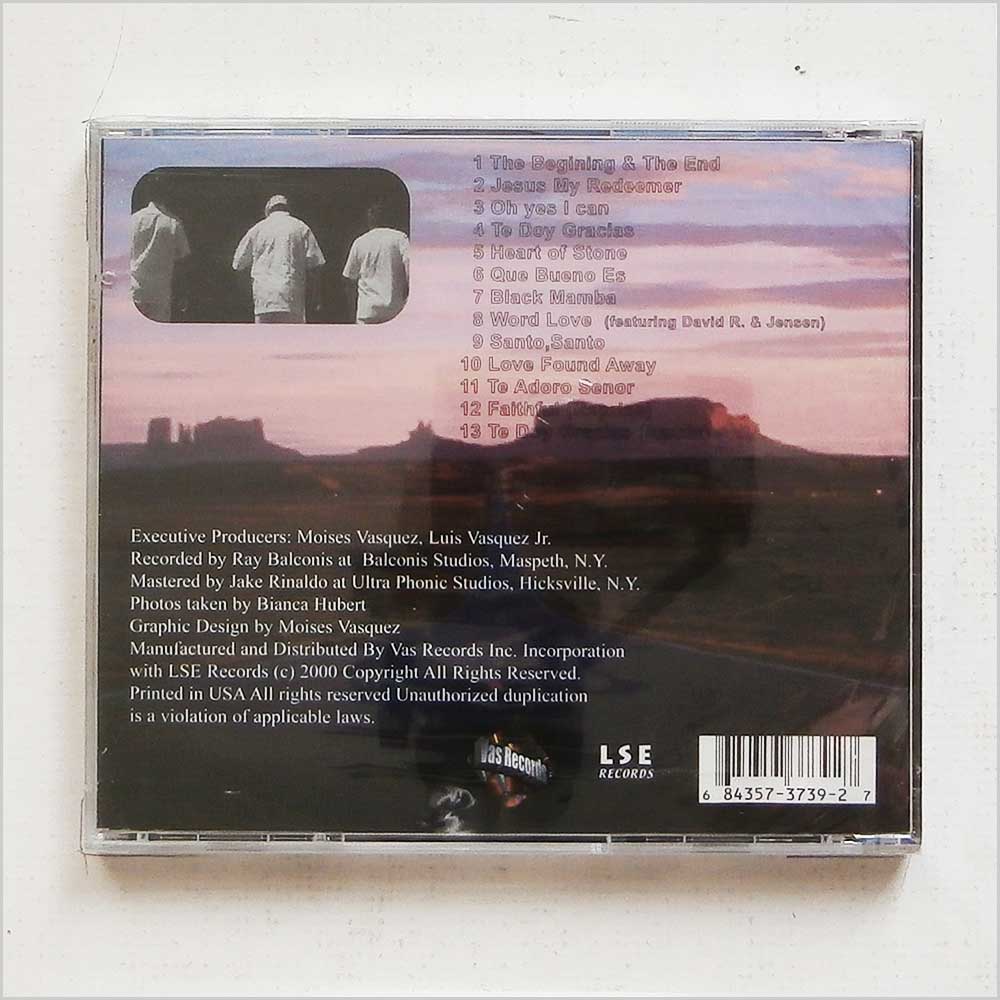 1 The Begining & The End
2 Jesus My Redeemer
3 Oh yes I can
4 Te Doy Gracias
5 Heart of Stone
6 Que Bueno Es
7 Black Mamba
8 Word Love (featuring David R. & Jensen)
9 Santo,Santo
10 Love Found Away
11 Te Adoro Senor
12 Faithful
13 Te
Executive Producers: Moises Vasquez, Luis Vasquez Jr.
Recorded by Ray Balconis at Balconis Studios, Maspeth, N.Y.
Mastered by Jake Rinaldo at Ultra Phonic Studios, Hicksville, N.Y.
Photos taken by Bianca Hubert
Graphic Design by Moises Vasquez
Manufactured and Distributed By Vas Records Inc. Incorporation
with LSE Records (c) 2000 Copyright All Rights Reserved.
Printed in USA All rights reserved Unauthorized duplication
is a violation of applicable laws.
Vas Records
LSE
RECORDS
6 84357-3739-2 7